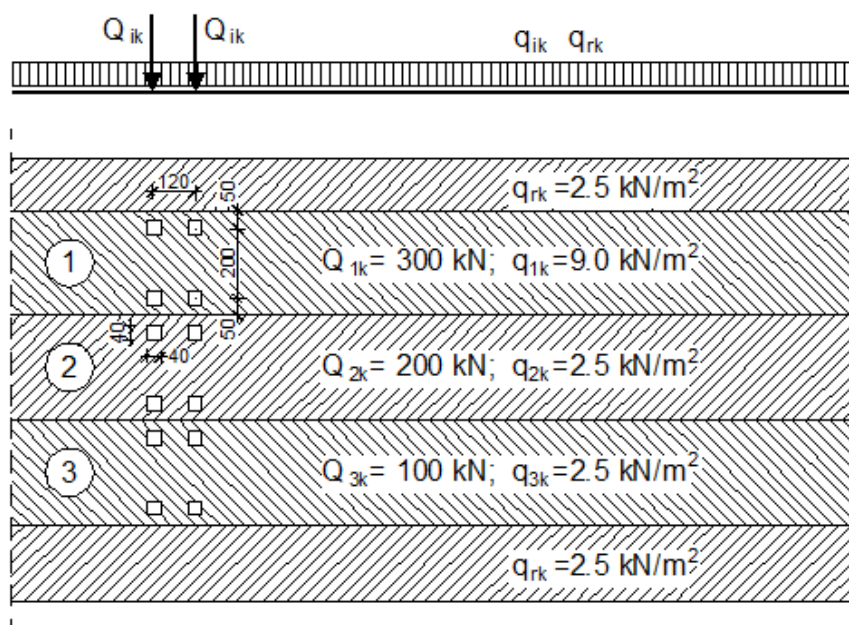 Q ik Q ik q ik q rk
120
50
q rk =2.5 kN/m²
1
200
Q 1k = 300 kN; q 1k = 9.0 kN/m²
50
40
2
40
Q 2k = 200 kN; q 2k = 2.5 kN/m²
3
Q 3k = 100 kN; q 3k = 2.5 kN/m²
q rk =2.5 kN/m²